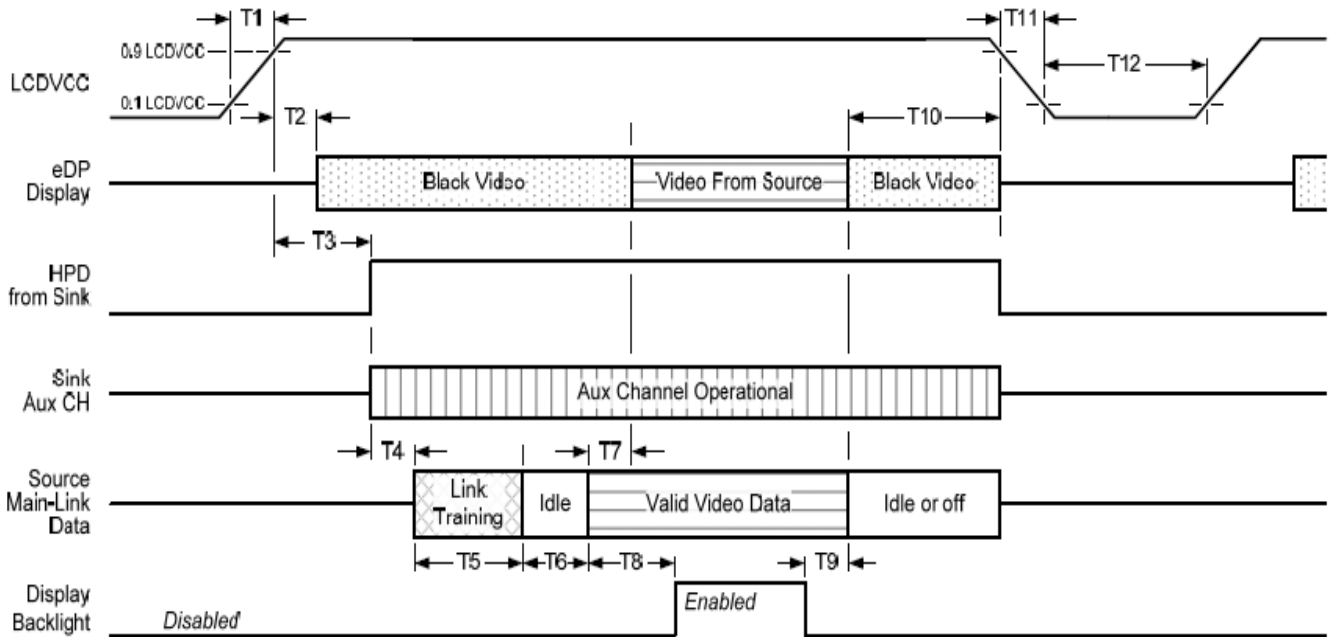 T1
T11
0.9 LCDVCC
LCDVCC
T12
0.1 LCDVCC
T2
T10
eDP
Display
Black Video
Video From Source
Black Video
T3
HPD
from Sink
Sink
Aux CH
Aux Channel Operational
T4
T7
Source
Main-Link
Data
Link
Training
Idle
Valid Video Data
Idle or off
T5
T6
T8
T9
Display
Backlight
Disabled
Enabled